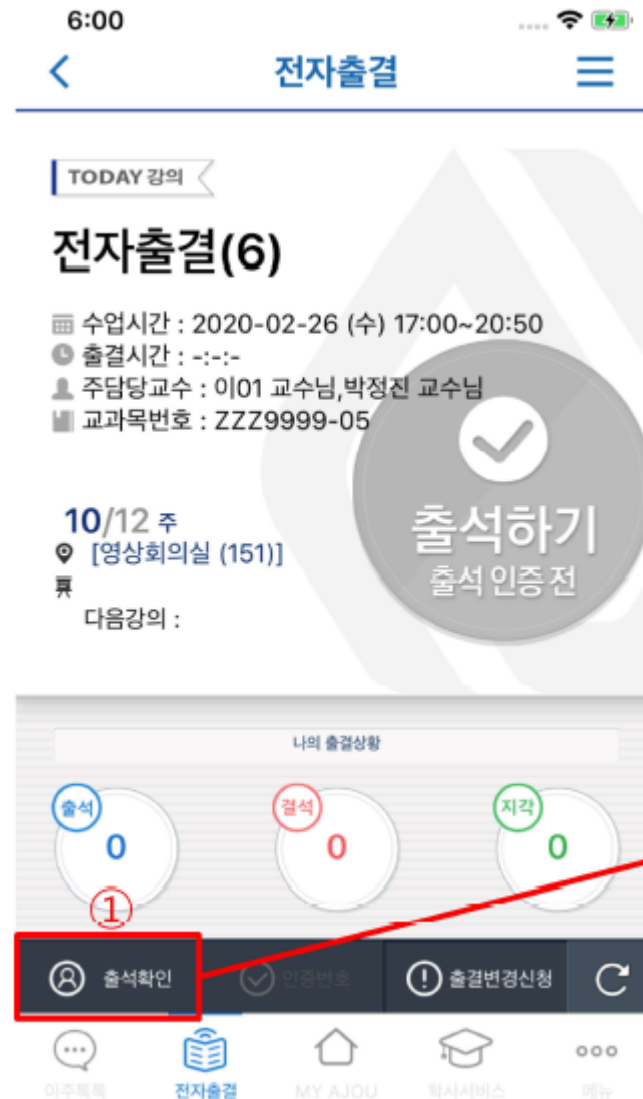 6:00
전자출결
TODAY 강의
전자출결(6)
수업시간 : 2020-02-26 (수) 17:00~20:50
출결시간 : -:-:-
주담당교수 : 이01 교수님,박정진 교수님
교과목번호 : ZZZ9999-05
출석하기
출석 인증 전
10/12 주
[영상회의실 (151)]
다음강의 :
나의 출결상황
출석 결석 지각
0 0 0
①
출석확인 인증번호 출결변경신청
아주톡톡 전자출결 MY AJOU 학사서비스 메뉴